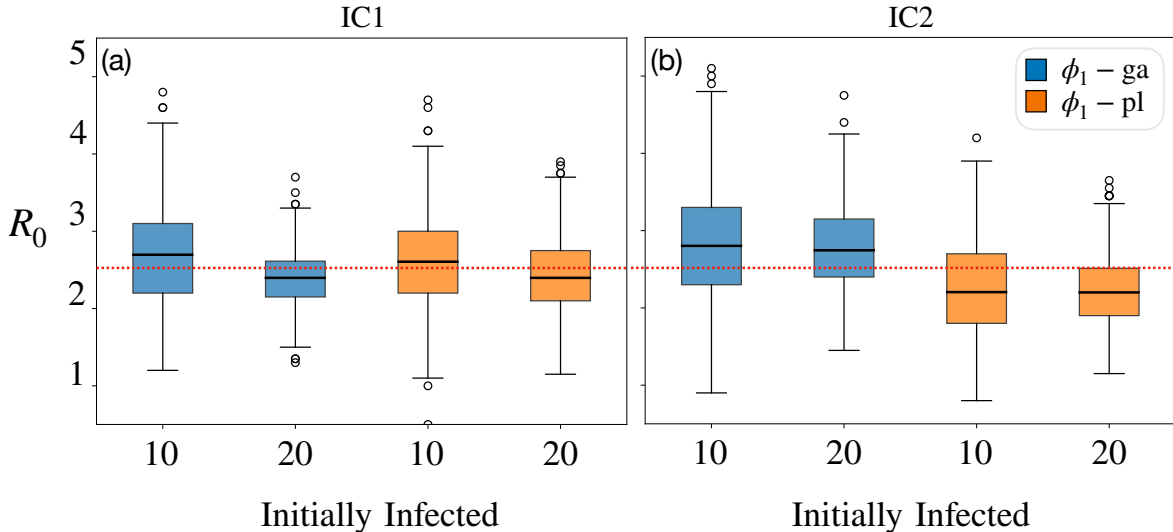 IC1 IC2
(a) (b)
5
4
3
2
1
R₀
ϕ₁ − ga
ϕ₁ − pl
10 20 10 20 10 20 10 20
Initially Infected Initially Infected